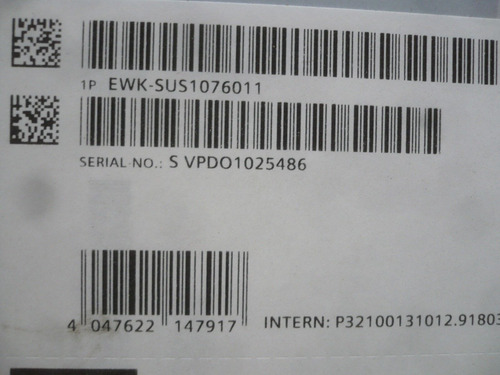 1P EWK-SUS1076011
SERIAL NO.: S VPDO1025486
4 047622 147917
INTERN: P32100131012.91803